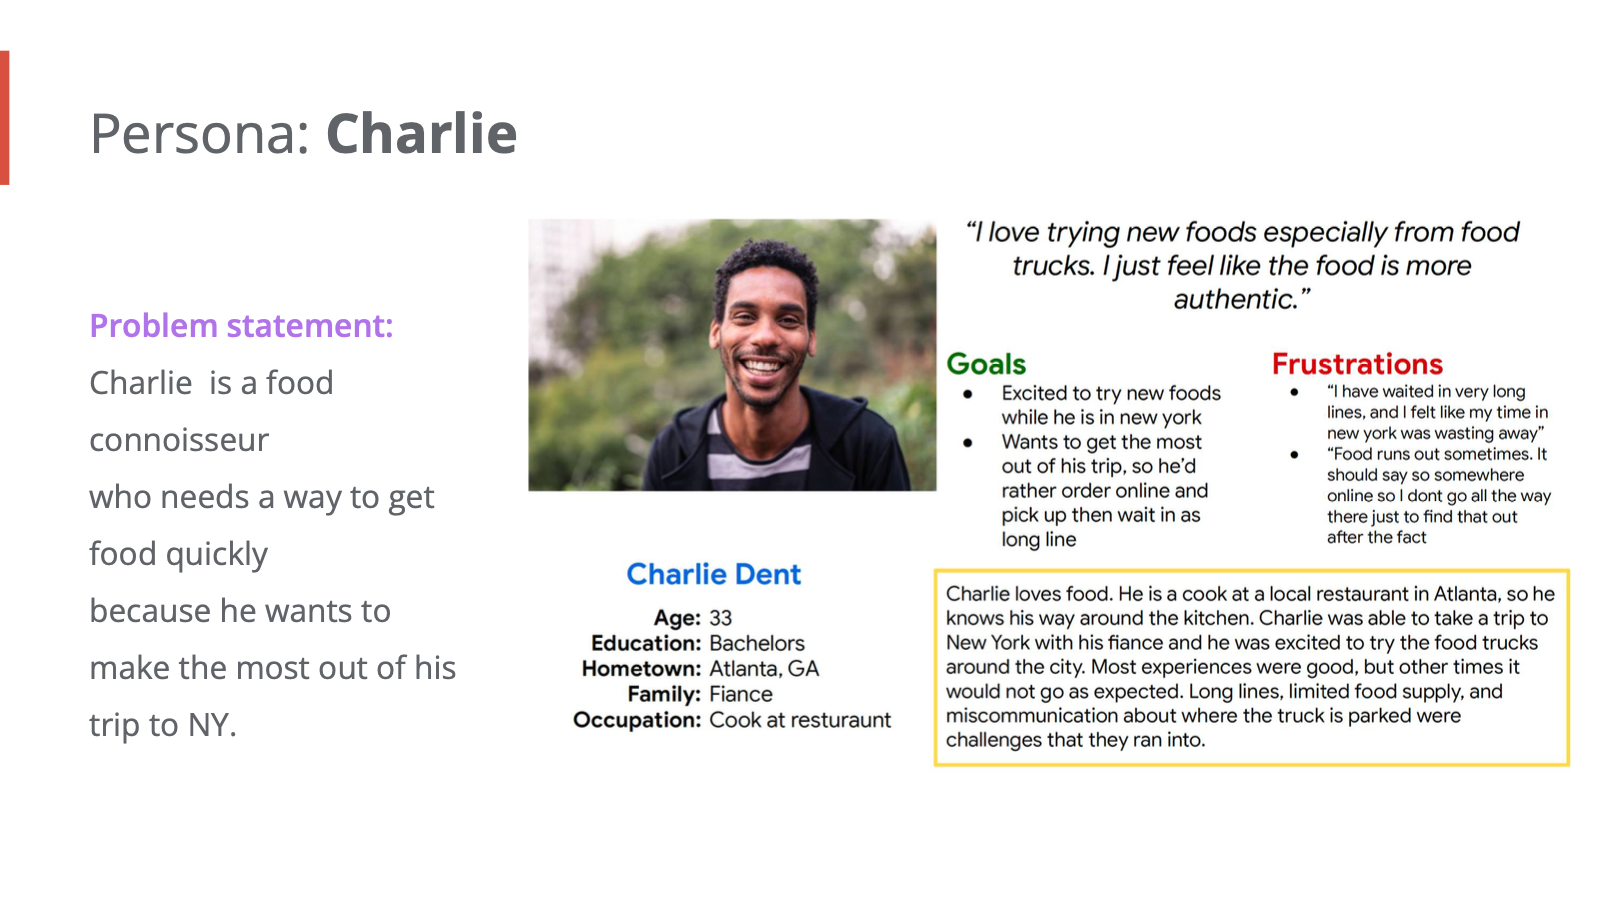 Persona: Charlie
Problem statement:
Charlie  is a food
connoisseur
who needs a way to get
food quickly
because he wants to
make the most out of his
trip to NY.
“I love trying new foods especially from food
trucks. I just feel like the food is more
authentic.”
Goals
● Excited to try new foods
while he is in new york
● Wants to get the most
out of his trip, so he’d
rather order online and
pick up then wait in as
long line
Frustrations
● “I have waited in very long
lines, and I felt like my time in
new york was wasting away”
● “Food runs out sometimes. It
should say so somewhere
online so I dont go all the way
there just to find that out
after the fact
Charlie Dent
Age: 33
Education: Bachelors
Hometown: Atlanta, GA
Family: Fiance
Occupation: Cook at resturaunt
Charlie loves food. He is a cook at a local restaurant in Atlanta, so he
knows his way around the kitchen. Charlie was able to take a trip to
New York with his fiance and he was excited to try the food trucks
around the city. Most experiences were good, but other times it
would not go as expected. Long lines, limited food supply, and
miscommunication about where the truck is parked were
challenges that they ran into.